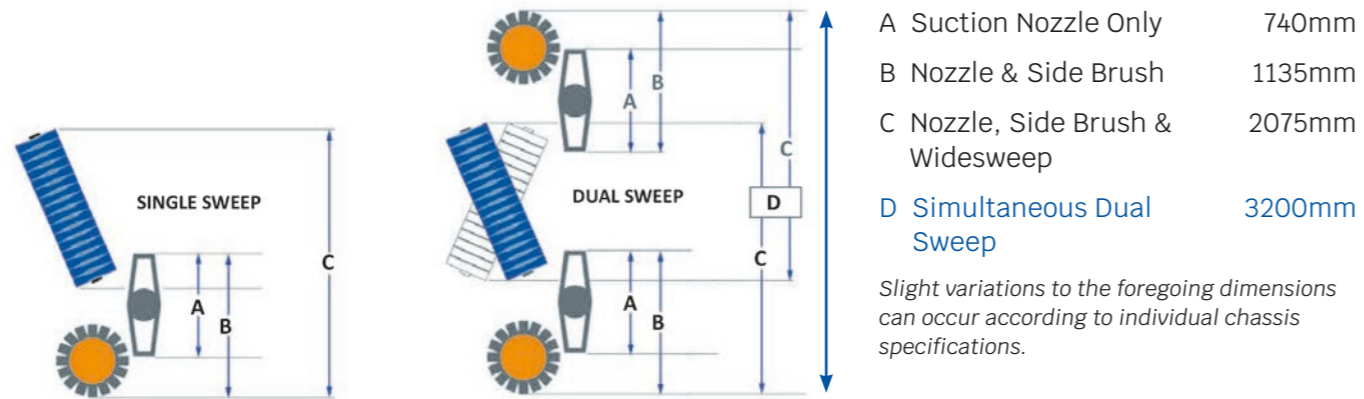 SINGLE SWEEP
C
A
B
B
A
C
DUAL SWEEP
D
C
A
B
A Suction Nozzle Only 740mm
B Nozzle & Side Brush 1135mm
C Nozzle, Side Brush & 2075mm
Widesweep
D Simultaneous Dual 3200mm
Sweep
Slight variations to the foregoing dimensions
can occur according to individual chassis
specifications.